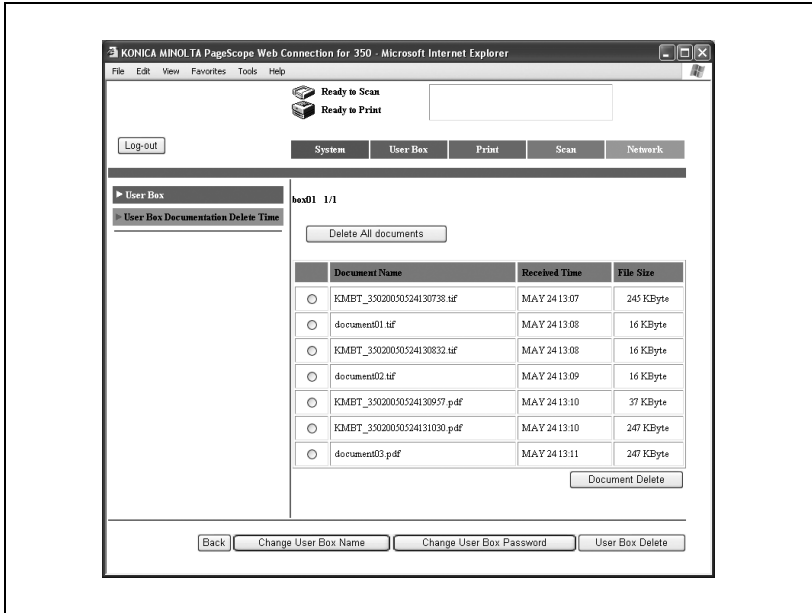 KONICA MINOLTA PageScope Web Connection for 350 - Microsoft Internet Explorer
File Edit View Favorites Tools Help
Ready to Scan
Ready to Print
Log-out
System User Box Print Scan Network
User Box
User Box Documentation Delete Time
box01 1/1
Delete All documents
Document Name Received Time File Size
KMBT_35020050524130738.tif MAY 24 13:07 245 KByte
document01.tif MAY 24 13:08 16 KByte
KMBT_35020050524130832.tif MAY 24 13:08 16 KByte
document02.tif MAY 24 13:09 16 KByte
KMBT_35020050524130957.pdf MAY 24 13:10 37 KByte
KMBT_35020050524131030.pdf MAY 24 13:10 247 KByte
document03.pdf MAY 24 13:11 247 KByte
Document Delete
Back Change User Box Name Change User Box Password User Box Delete